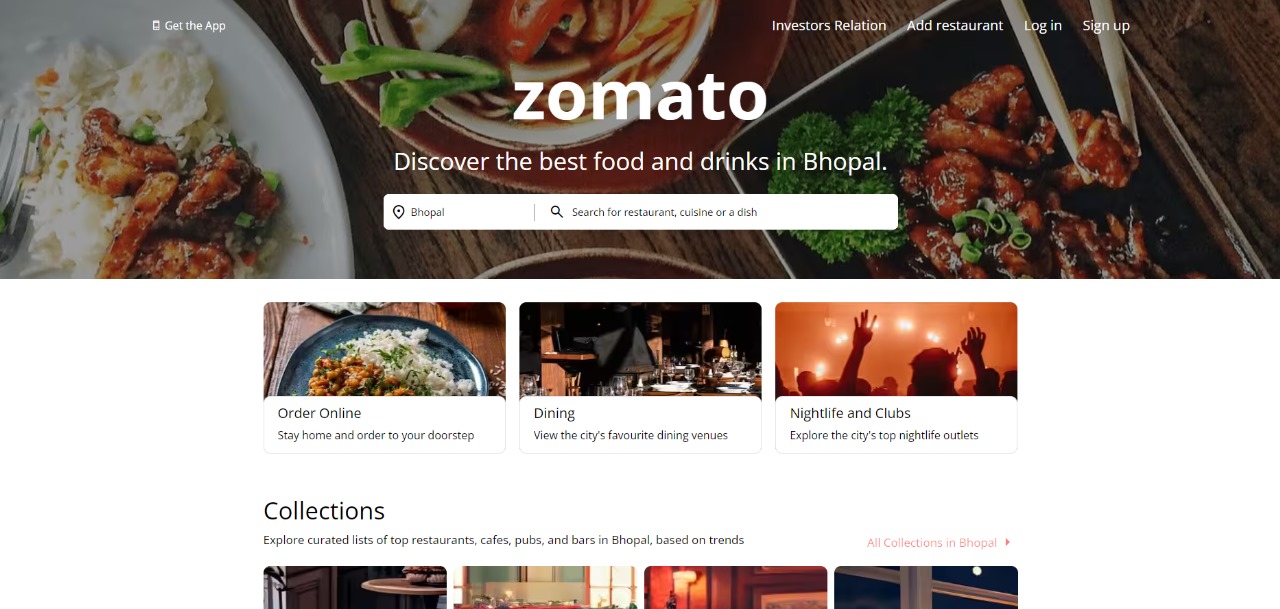 Get the App
Investors Relation
Add restaurant
Log in
Sign up
zomato
Discover the best food and drinks in Bhopal.
Bhopal
Search for restaurant, cuisine or a dish
Order Online
Stay home and order to your doorstep
Dining
View the city's favourite dining venues
Nightlife and Clubs
Explore the city's top nightlife outlets
Collections
Explore curated lists of top restaurants, cafes, pubs, and bars in Bhopal, based on trends
All Collections in Bhopal